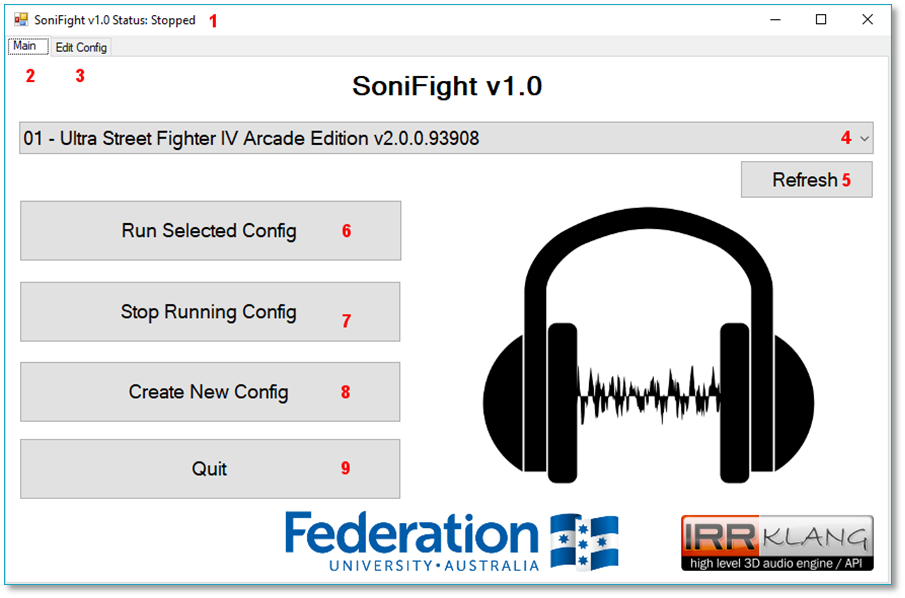 SoniFight v1.0 Status: Stopped 1
Main Edit Config
2 3
SoniFight v1.0
01 - Ultra Street Fighter IV Arcade Edition v2.0.0.93908 4
Refresh 5
Run Selected Config 6
Stop Running Config 7
Create New Config 8
Quit 9
Federation
UNIVERSITY • AUSTRALIA
IRR KLANG
high level 3D audio engine / API